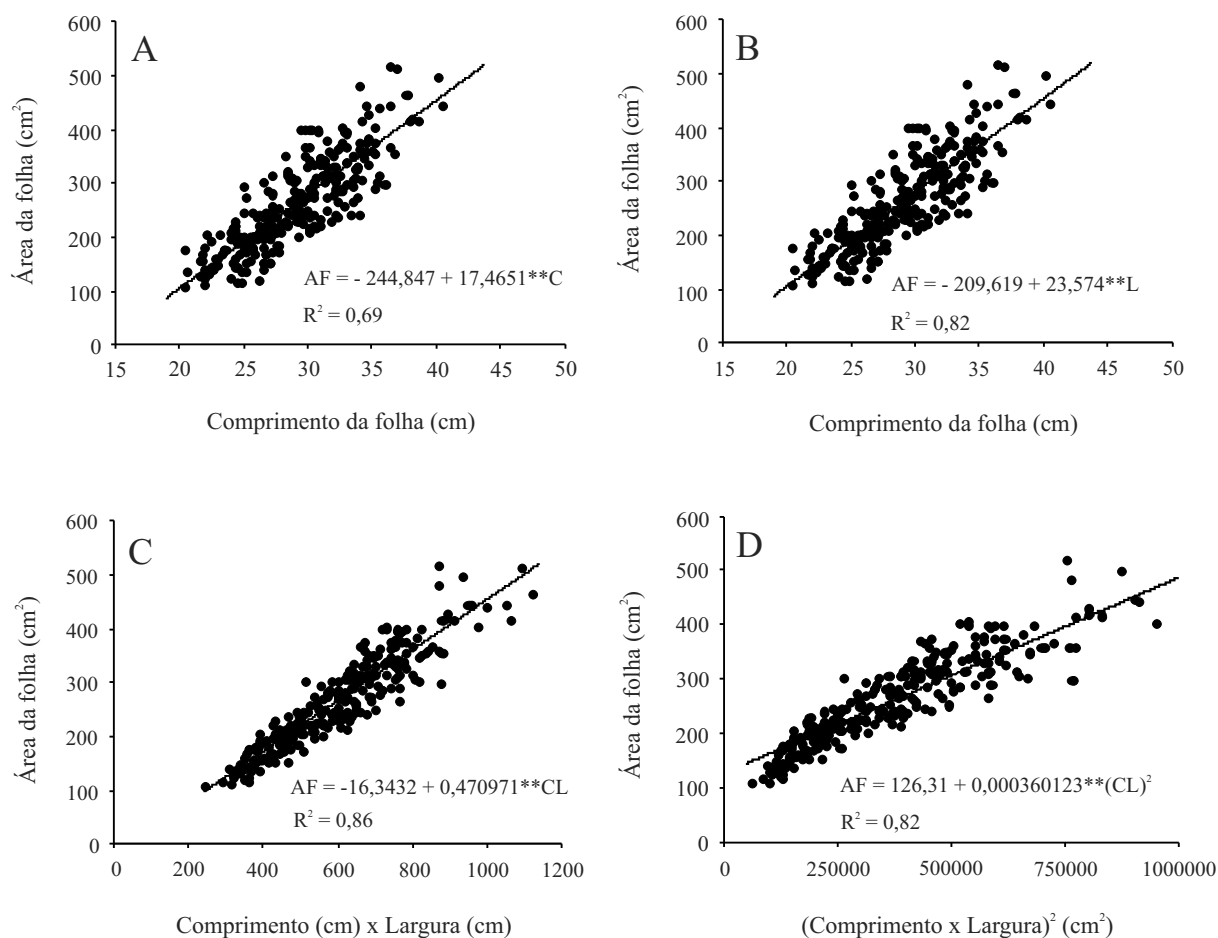 A
Área da folha (cm²)
600
500
400
300
200
100
0
AF = - 244,847 + 17,4651**C
R² = 0,69
15 20 25 30 35 40 45 50
Comprimento da folha (cm)
B
Área da folha (cm²)
600
500
400
300
200
100
0
AF = - 209,619 + 23,574**L
R² = 0,82
15 20 25 30 35 40 45 50
Comprimento da folha (cm)
C
Área da folha (cm²)
600
500
400
300
200
100
0
AF = -16,3432 + 0,470971**CL
R² = 0,86
0 200 400 600 800 1000 1200
Comprimento (cm) x Largura (cm)
D
Área da folha (cm²)
600
500
400
300
200
100
0
AF = 126,31 + 0,000360123**(CL)²
R² = 0,82
0 250000 500000 750000 1000000
(Comprimento x Largura)² (cm²)